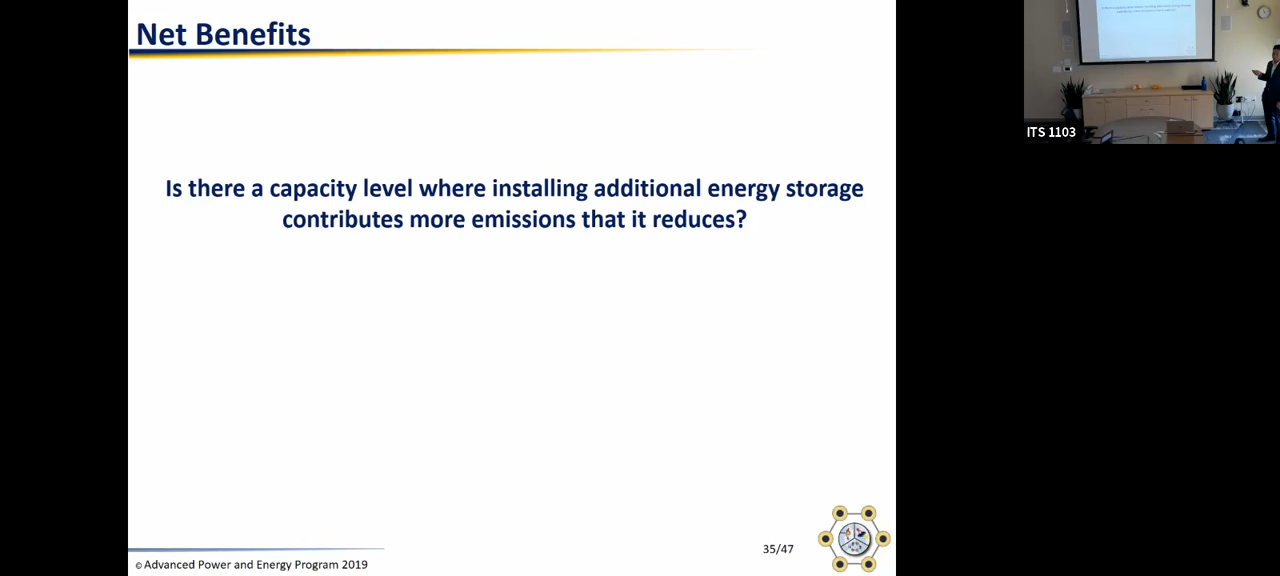 Net Benefits
Is there a capacity level where installing additional energy storage
contributes more emissions that it reduces?
ITS 1103
35/47
© Advanced Power and Energy Program 2019